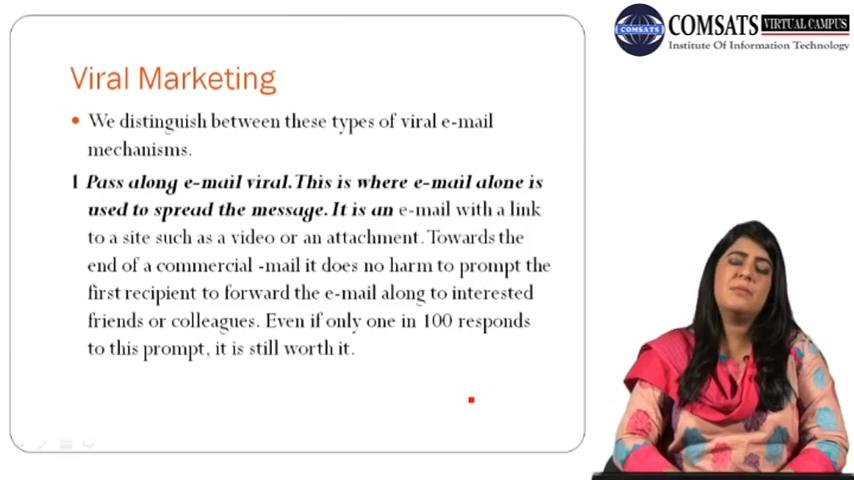 COMSATS VIRTUAL CAMPUS
COMSATS
Institute Of Information Technology
Viral Marketing
• We distinguish between these types of viral e-mail
mechanisms.
1 Pass along e-mail viral. This is where e-mail alone is
used to spread the message. It is an e-mail with a link
to a site such as a video or an attachment. Towards the
end of a commercial -mail it does no harm to prompt the
first recipient to forward the e-mail along to interested
friends or colleagues. Even if only one in 100 responds
to this prompt, it is still worth it.